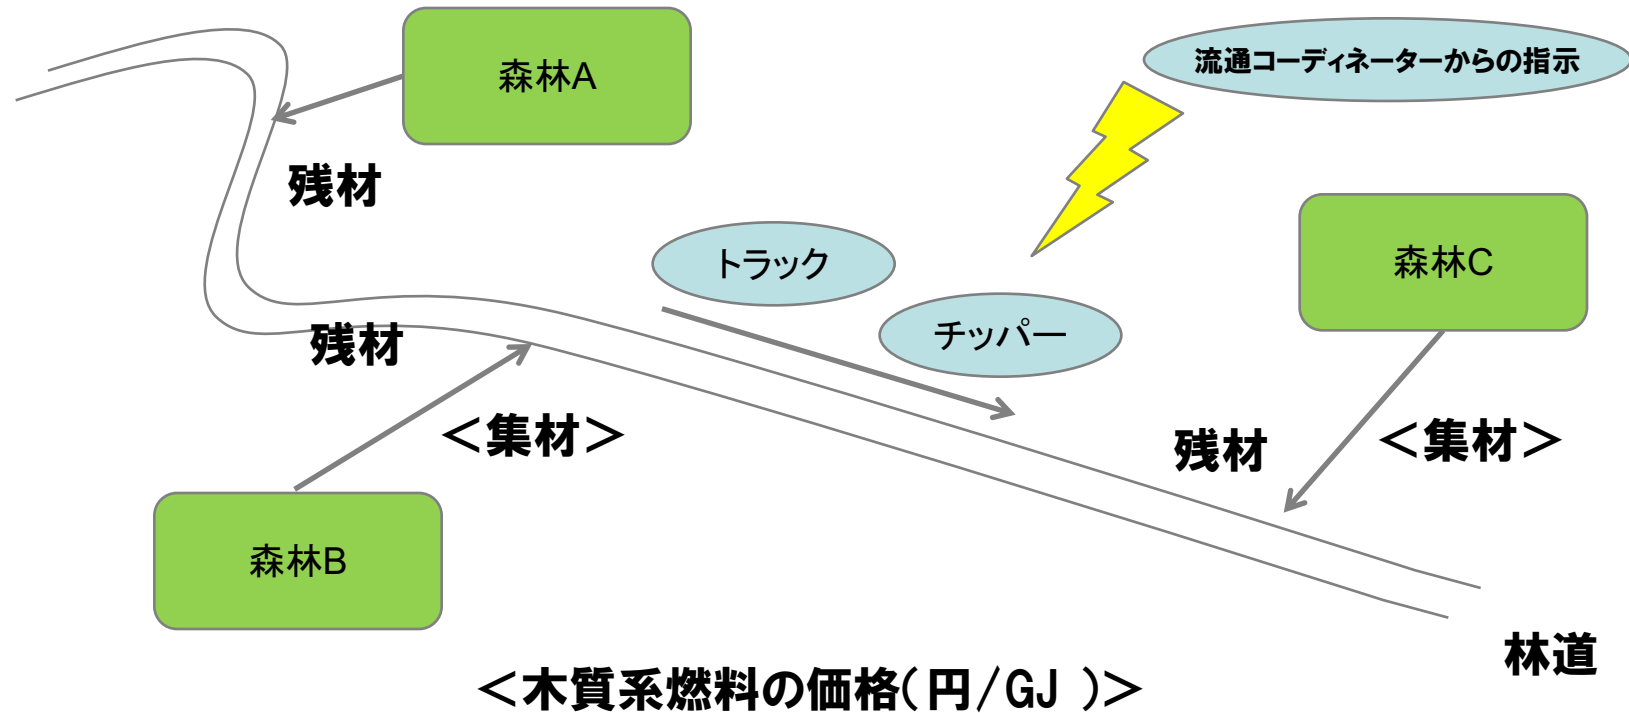 森林A
流通コーディネーターからの指示
残材
トラック
森林C
チッパー
残材
<集材>
残材
<集材>
森林B
林道
<木質系燃料の価格(円/GJ )>